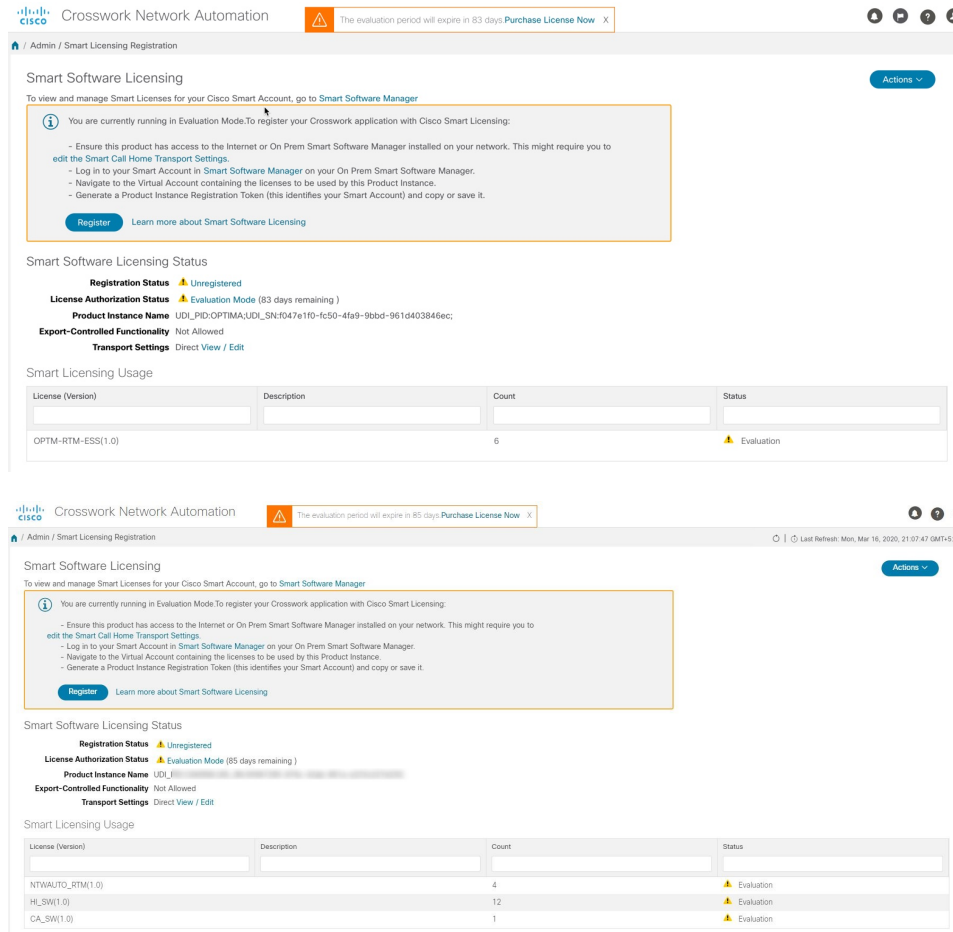 CISCO Crosswork Network Automation
The evaluation period will expire in 83 days.Purchase License Now X
/ Admin / Smart Licensing Registration
Smart Software Licensing
Actions
To view and manage Smart Licenses for your Cisco Smart Account, go to Smart Software Manager
You are currently running in Evaluation Mode.To register your Crosswork application with Cisco Smart Licensing:
- Ensure this product has access to the Internet or On Prem Smart Software Manager installed on your network. This might require you to
edit the Smart Call Home Transport Settings.
- Log in to your Smart Account in Smart Software Manager on your On Prem Smart Software Manager.
- Navigate to the Virtual Account containing the licenses to be used by this Product Instance.
- Generate a Product Instance Registration Token (this identifies your Smart Account) and copy or save it.
Register Learn more about Smart Software Licensing
Smart Software Licensing Status
Registration Status Unregistered
License Authorization Status Evaluation Mode (83 days remaining )
Product Instance Name UDI_PID:OPTIMA;UDI_SN:f047e1f0-fc50-4fa9-9bbd-961d403846ec;
Export-Controlled Functionality Not Allowed
Transport Settings Direct View / Edit
Smart Licensing Usage
License (Version) Description Count Status
OPTM-RTM-ESS(1.0) 6 Evaluation
CISCO Crosswork Network Automation
The evaluation period will expire in 85 days.Purchase License Now X
/ Admin / Smart Licensing Registration
Last Refresh: Mon, Mar 16, 2020, 21:07:47 GMT+5:
Smart Software Licensing
Actions
To view and manage Smart Licenses for your Cisco Smart Account, go to Smart Software Manager
You are currently running in Evaluation Mode.To register your Crosswork application with Cisco Smart Licensing:
- Ensure this product has access to the Internet or On Prem Smart Software Manager installed on your network. This might require you to
edit the Smart Call Home Transport Settings.
- Log in to your Smart Account in Smart Software Manager on your On Prem Smart Software Manager.
- Navigate to the Virtual Account containing the licenses to be used by this Product Instance.
- Generate a Product Instance Registration Token (this identifies your Smart Account) and copy or save it.
Register Learn more about Smart Software Licensing
Smart Software Licensing Status
Registration Status Unregistered
License Authorization Status Evaluation Mode (85 days remaining )
Product Instance Name UDI_
Export-Controlled Functionality Not Allowed
Transport Settings Direct View / Edit
Smart Licensing Usage
License (Version) Description Count Status
NTWAUTO_RTM(1.0) 4 Evaluation
HI_SW(1.0) 12 Evaluation
CA_SW(1.0) 1 Evaluation